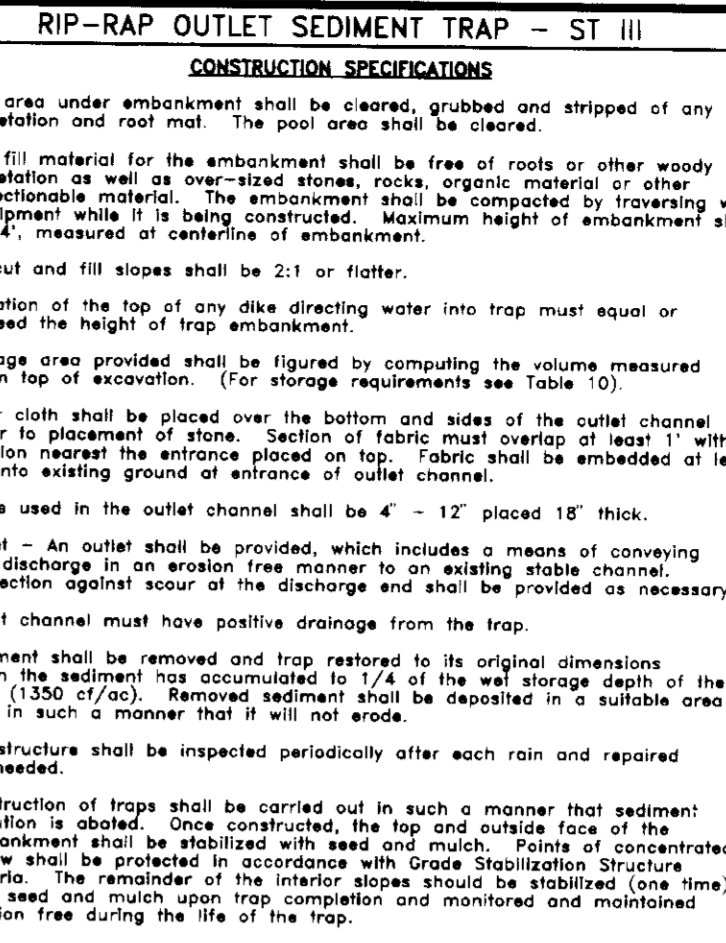 RIP-RAP OUTLET SEDIMENT TRAP - ST III
CONSTRUCTION SPECIFICATIONS
area under embankment shall be cleared, grubbed and stripped of any
etation and root mat. The pool area shall be cleared.
fill material for the embankment shall be free of roots or other woody
etation as well as over-sized stones, rocks, organic material or other
ectionable material. The embankment shall be compacted by traversing w
ipment while it is being constructed. Maximum height of embankment s
4', measured at centerline of embankment.
cut and fill slopes shall be 2:1 or flatter.
ation of the top of any dike directing water into trap must equal or
eed the height of trap embankment.
age area provided shall be figured by computing the volume measured
n top of excavation. (For storage requirements see Table 10).
r cloth shall be placed over the bottom and sides of the outlet channel
r to placement of stone. Section of fabric must overlap at least 1' with
ion nearest the entrance placed on top. Fabric shall be embedded at le
nto existing ground at entrance of outlet channel.
e used in the outlet channel shall be 4" - 12" placed 18" thick.
et - An outlet shall be provided, which includes a means of conveying
discharge in an erosion free manner to an existing stable channel.
ection against scour at the discharge end shall be provided as necessary
t channel must have positive drainage from the trap.
ment shall be removed and trap restored to its original dimensions
n the sediment has accumulated to 1/4 of the wet storage depth of the
(1350 cf/ac). Removed sediment shall be deposited in a suitable area
in such a manner that it will not erode.
structure shall be inspected periodically after each rain and repaired
needed.
truction of traps shall be carried out in such a manner that sediment
ution is abated. Once constructed, the top and outside face of the
ankment shall be stabilized with seed and mulch. Points of concentrated
w shall be protected in accordance with Grade Stabilization Structure
eria. The remainder of the interior slopes should be stabilized (one time)
seed and mulch upon trap completion and monitored and maintained
ion free during the life of the trap.